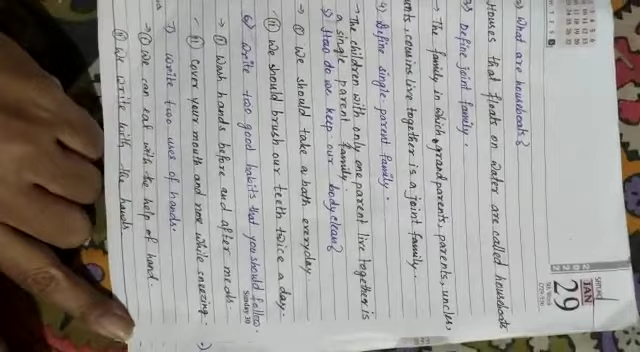 What are houseboats?
Houses that float on water are called houseboats
Define joint family.
→ The family in which grandparents, parents, uncles,
aunts, cousins live together is a joint family.
4) Define single-parent family.
→ The children with only one parent live together is
a single parent family.
5) How do we keep our body clean?
→ (i) We should take a bath everyday.
(ii) We should brush our teeth twice a day.
6) Write two good habits that you should follow.
Sunday 30
→ (i) Wash hands before and after meals.
(ii) Cover your mouth and nose while sneezing.
7) Write two uses of hands.
→ (i) We can eat with the help of hand.
(ii) We write with the hands
JAN
29
2022